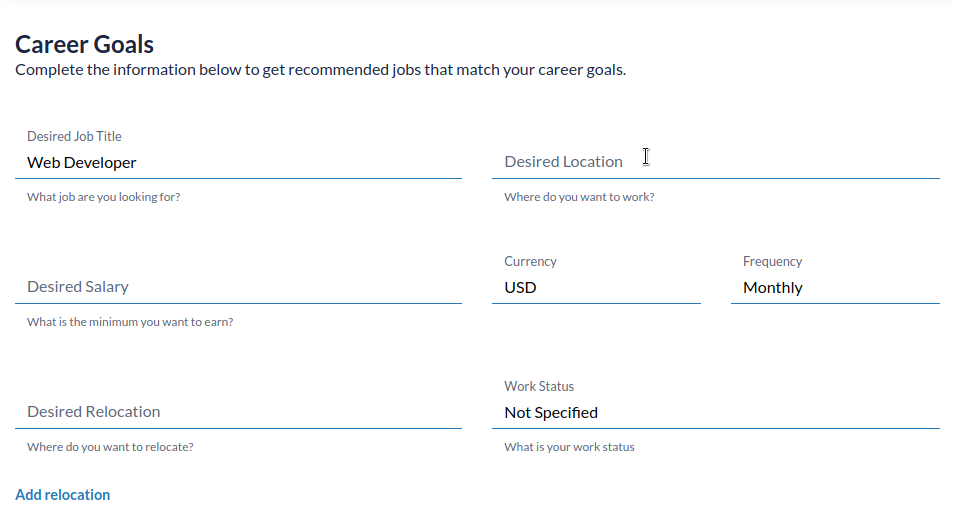 Career Goals
Complete the information below to get recommended jobs that match your career goals.
Desired Job Title
Web Developer
What job are you looking for?
Desired Location
Where do you want to work?
Desired Salary
What is the minimum you want to earn?
Currency
USD
Frequency
Monthly
Desired Relocation
Where do you want to relocate?
Work Status
Not Specified
What is your work status
Add relocation